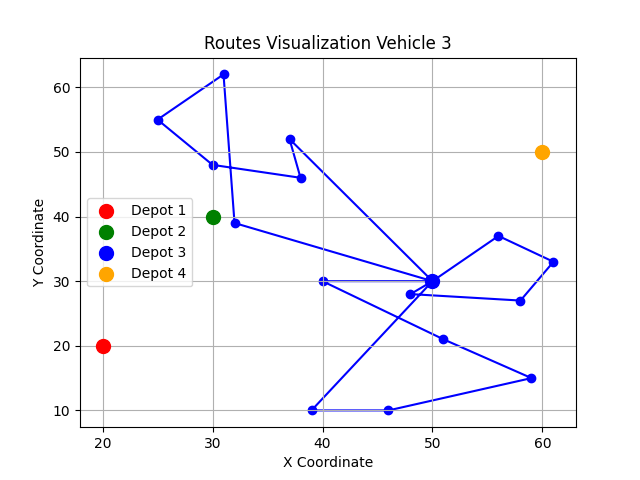 Routes Visualization Vehicle 3
Y Coordinate
60
50
40
30
20
10
Depot 1
Depot 2
Depot 3
Depot 4
20 30 40 50 60
X Coordinate